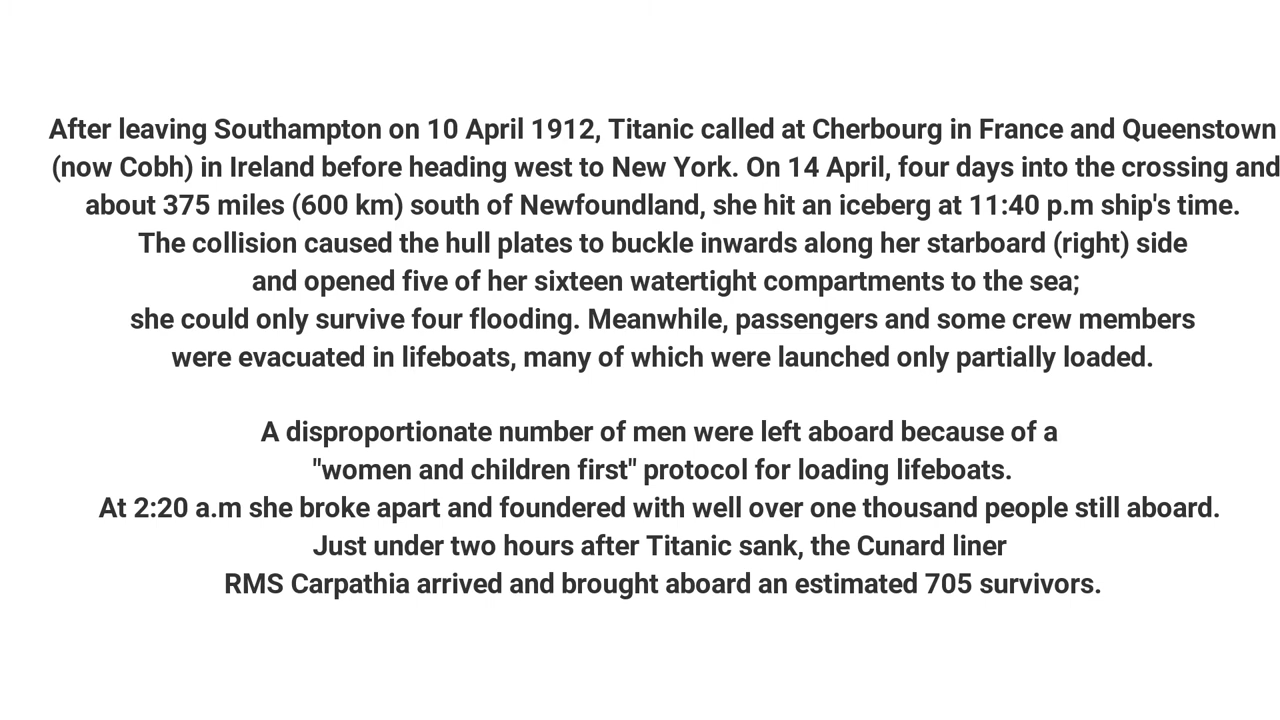 After leaving Southampton on 10 April 1912, Titanic called at Cherbourg in France and Queenstown
(now Cobh) in Ireland before heading west to New York. On 14 April, four days into the crossing and
about 375 miles (600 km) south of Newfoundland, she hit an iceberg at 11:40 p.m ship's time.
The collision caused the hull plates to buckle inwards along her starboard (right) side
and opened five of her sixteen watertight compartments to the sea;
she could only survive four flooding. Meanwhile, passengers and some crew members
were evacuated in lifeboats, many of which were launched only partially loaded.
A disproportionate number of men were left aboard because of a
"women and children first" protocol for loading lifeboats.
At 2:20 a.m she broke apart and foundered with well over one thousand people still aboard.
Just under two hours after Titanic sank, the Cunard liner
RMS Carpathia arrived and brought aboard an estimated 705 survivors.